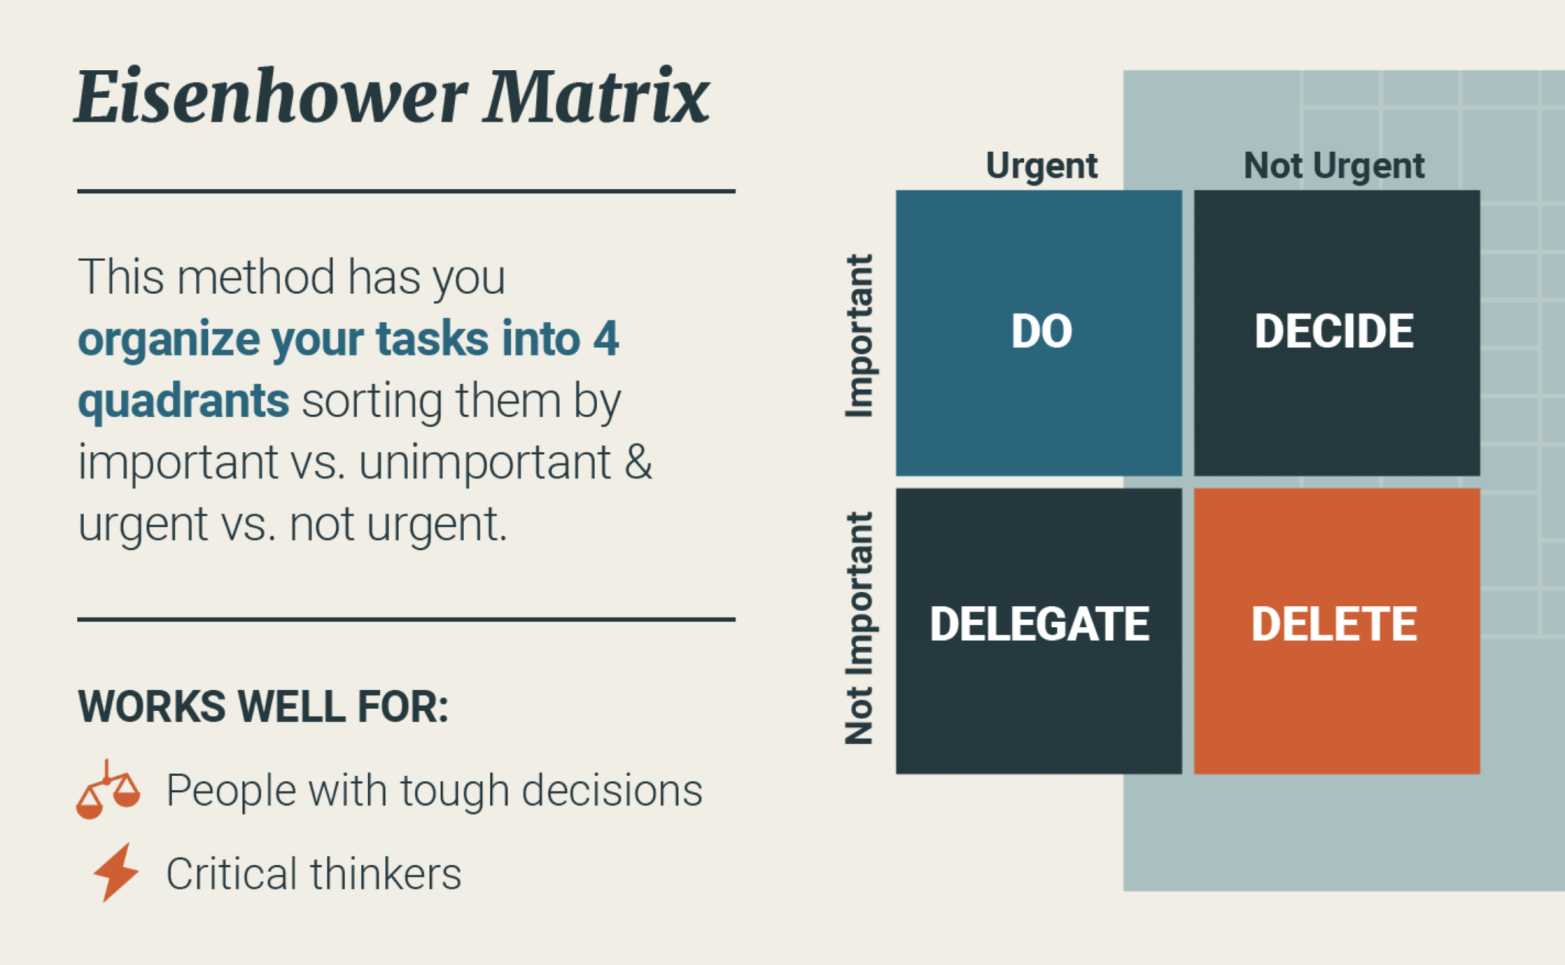 Eisenhower Matrix
This method has you
organize your tasks into 4
quadrants sorting them by
important vs. unimportant &
urgent vs. not urgent.
WORKS WELL FOR:
People with tough decisions
Critical thinkers
Urgent
Not Urgent
Important
DO
DECIDE
Not Important
DELEGATE
DELETE